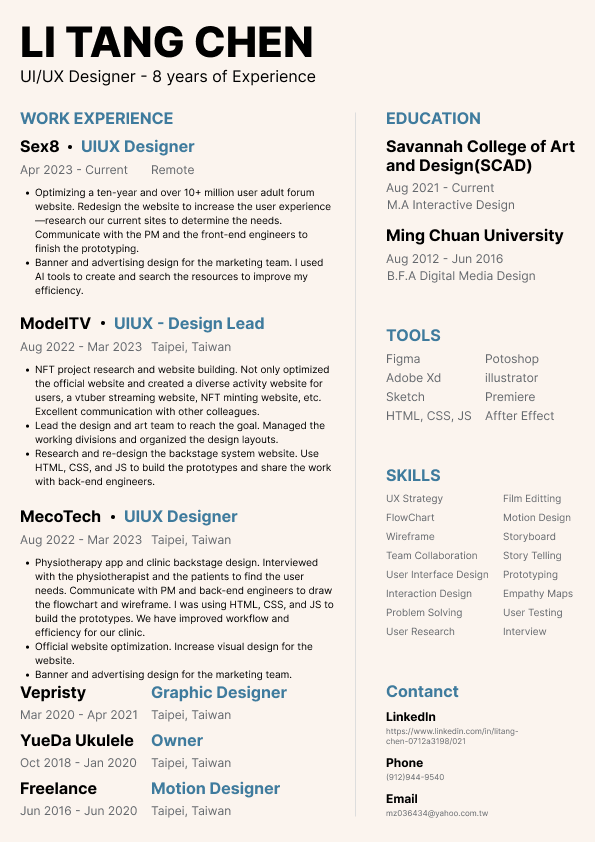 LI TANG CHEN
UI/UX Designer - 8 years of Experience
WORK EXPERIENCE
Sex8 • UIUX Designer
Apr 2023 - Current Remote
• Optimizing a ten-year and over 10+ million user adult forum
website. Redesign the website to increase the user experience
—research our current sites to determine the needs.
Communicate with the PM and the front-end engineers to
finish the prototyping.
• Banner and advertising design for the marketing team. I used
AI tools to create and search the resources to improve my
efficiency.
ModelTV • UIUX - Design Lead
Aug 2022 - Mar 2023 Taipei, Taiwan
• NFT project research and website building. Not only optimized
the official website and created a diverse activity website for
users, a vtuber streaming website, NFT minting website, etc.
Excellent communication with other colleagues.
• Lead the design and art team to reach the goal. Managed the
working divisions and organized the design layouts.
• Research and re-design the backstage system website. Use
HTML, CSS, and JS to build the prototypes and share the work
with back-end engineers.
MecoTech • UIUX Designer
Aug 2022 - Mar 2023 Taipei, Taiwan
• Physiotherapy app and clinic backstage design. Interviewed
with the physiotherapist and the patients to find the user
needs. Communicate with PM and back-end engineers to draw
the flowchart and wireframe. I was using HTML, CSS, and JS to
build the prototypes. We have improved workflow and
efficiency for our clinic.
• Official website optimization. Increase visual design for the
website.
• Banner and advertising design for the marketing team.
Vepristy Graphic Designer
Mar 2020 - Apr 2021 Taipei, Taiwan
YueDa Ukulele Owner
Oct 2018 - Jan 2020 Taipei, Taiwan
Freelance Motion Designer
Jun 2016 - Jun 2020 Taipei, Taiwan
EDUCATION
Savannah College of Art
and Design(SCAD)
Aug 2021 - Current
M.A Interactive Design
Ming Chuan University
Aug 2012 - Jun 2016
B.F.A Digital Media Design
TOOLS
Figma Potoshop
Adobe Xd illustrator
Sketch Premiere
HTML, CSS, JS Affter Effect
SKILLS
UX Strategy Film Editting
FlowChart Motion Design
Wireframe Storyboard
Team Collaboration Story Telling
User Interface Design Prototyping
Interaction Design Empathy Maps
Problem Solving User Testing
User Research Interview
Contanct
LinkedIn
https://www.linkedin.com/in/litang-
chen-0712a3198/021
Phone
(912)944-9540
Email
mz036434@yahoo.com.tw